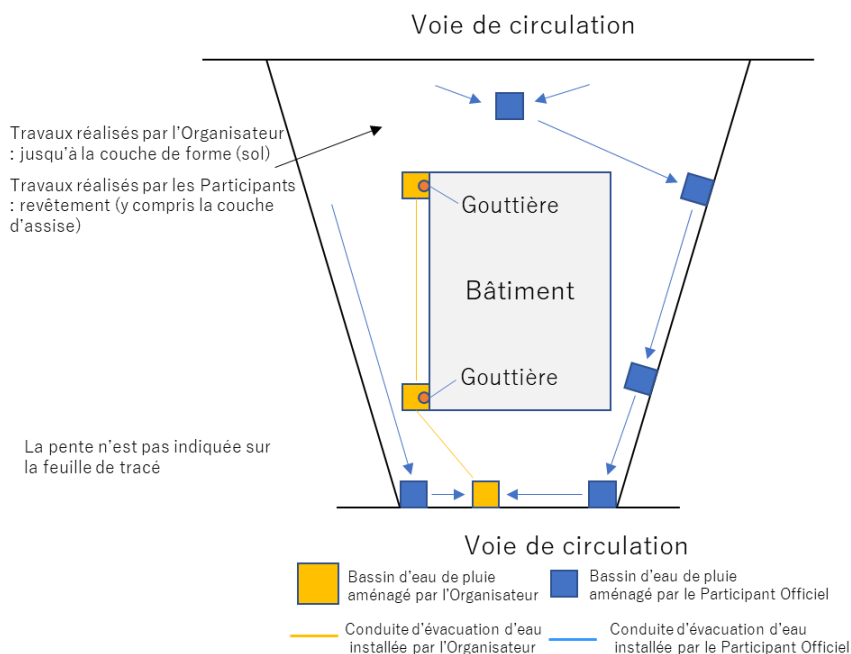 Voie de circulation
Travaux réalisés par l'Organisateur
: jusqu'à la couche de forme (sol)
Travaux réalisés par les Participants
: revêtement (y compris la couche
d'assise)
Gouttière
Bâtiment
Gouttière
La pente n'est pas indiquée sur
la feuille de tracé
Voie de circulation
Bassin d'eau de pluie
aménagé par l'Organisateur
Bassin d'eau de pluie
aménagé par le Participant Officiel
Conduite d'évacuation d'eau
installée par l'Organisateur
Conduite d'évacuation d'eau
installée par le Participant Officiel